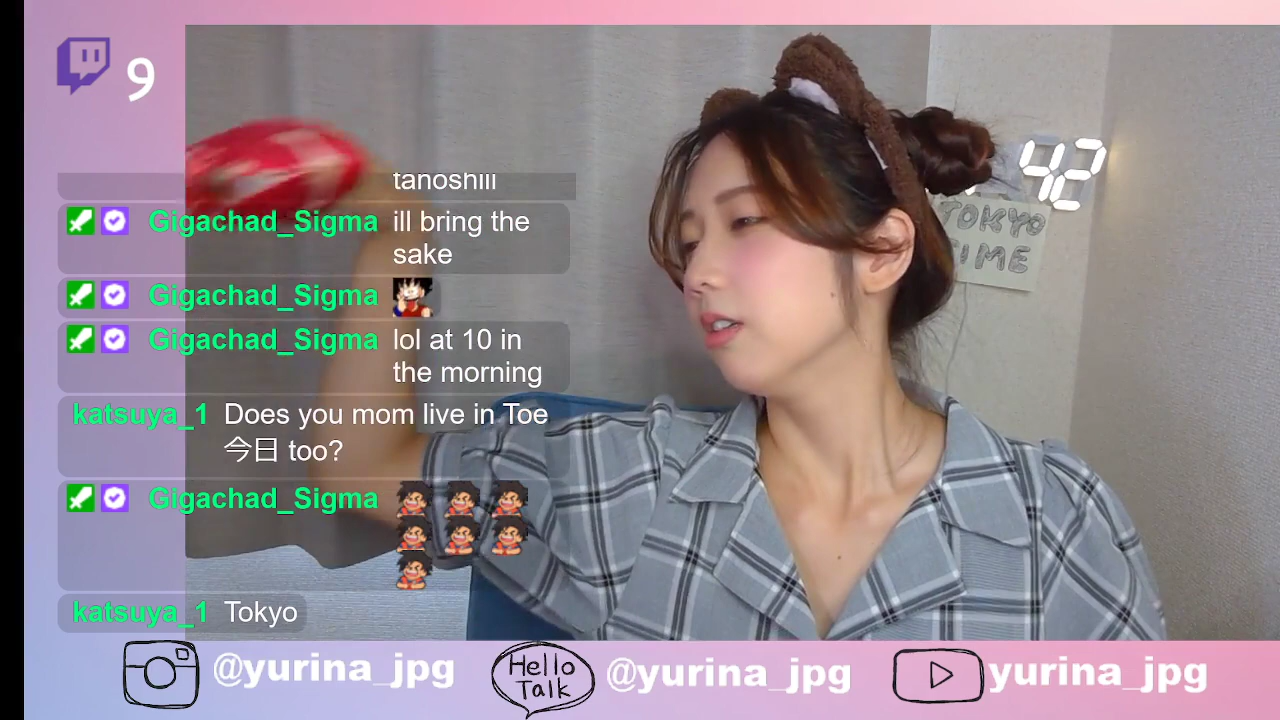 9
tanoshiii
Gigachad_Sigma ill bring the
sake
Gigachad_Sigma
Gigachad_Sigma lol at 10 in
the morning
katsuya_1 Does you mom live in Toe
今日 too?
Gigachad_Sigma
katsuya_1 Tokyo
42
TOKYO
TIME
@yurina_jpg
Hello
Talk
@yurina_jpg
yurina_jpg